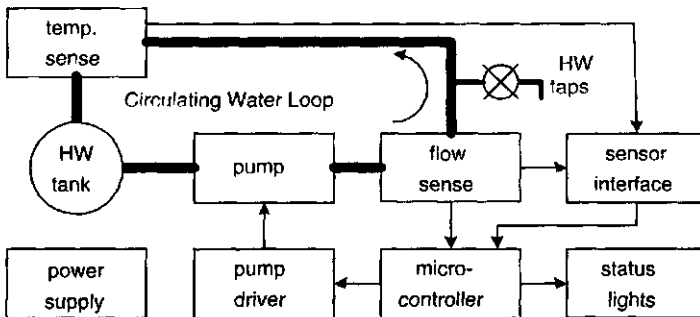 temp.
sense
HW
taps
Circulating Water Loop
HW
tank
pump
flow
sense
sensor
interface
power
supply
pump
driver
micro-
controller
status
lights